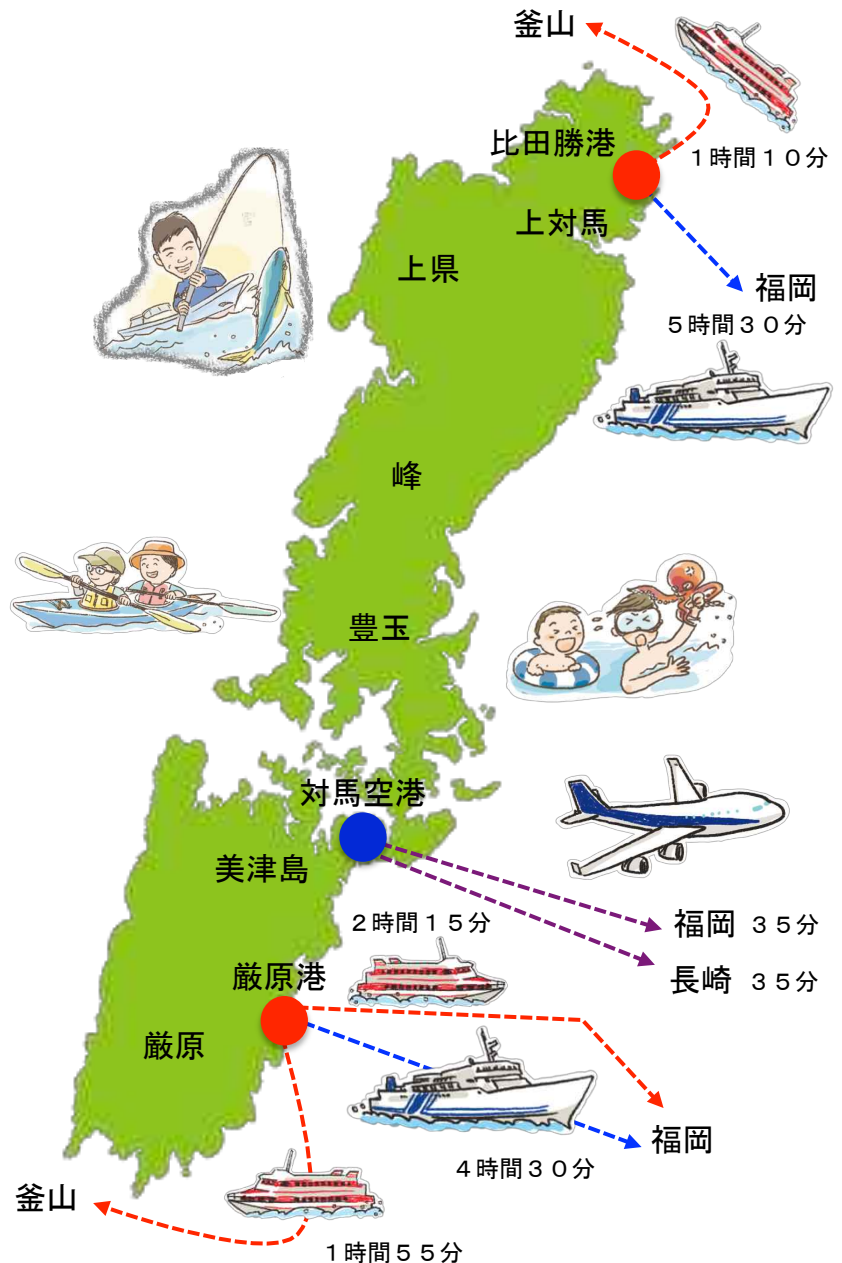 釜山
比田勝港
1時間10分
上対馬
上県
福岡
5時間30分
峰
豊玉
対馬空港
美津島
2時間15分
福岡 35分
長崎 35分
厳原港
厳原
福岡
4時間30分
釜山
1時間55分